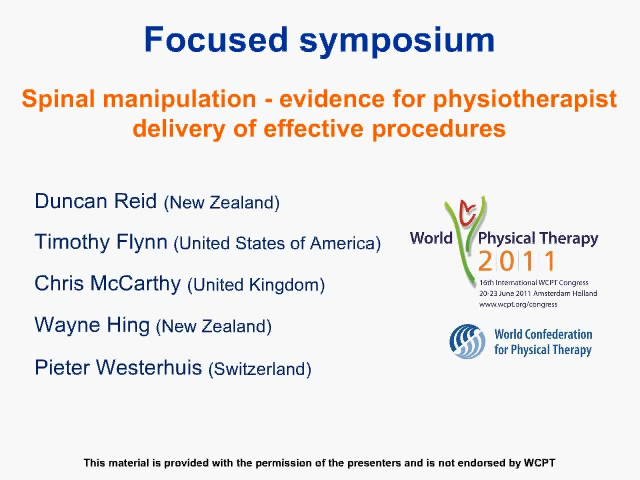 Focused symposium
Spinal manipulation - evidence for physiotherapist
delivery of effective procedures
Duncan Reid (New Zealand)
Timothy Flynn (United States of America)
Chris McCarthy (United Kingdom)
Wayne Hing (New Zealand)
Pieter Westerhuis (Switzerland)
World Physical Therapy
2011
16th International WCPT Congress
20-23 June 2011 Amsterdam Holland
www.wcpt.org/congress
World Confederation
for Physical Therapy
This material is provided with the permission of the presenters and is not endorsed by WCPT